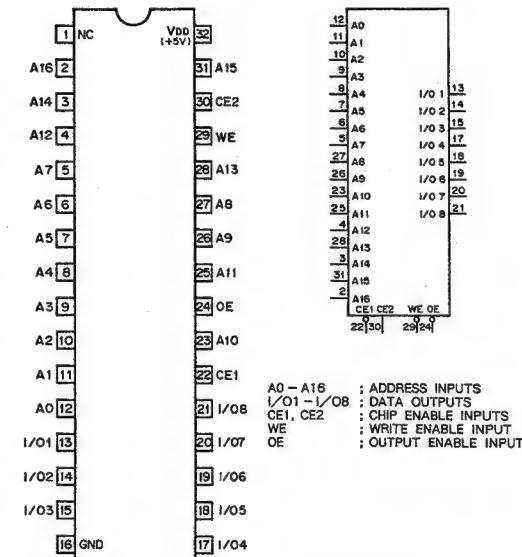 1 NC VDD (+5V) 32
A16 2 31 A15
A14 3 30 CE2
A12 4 29 WE
A7 5 28 A13
A6 6 27 A8
A5 7 26 A9
A4 8 25 A11
A3 9 24 OE
A2 10 23 A10
A1 11 22 CE1
A0 12 21 I/O8
I/O1 13 20 I/O7
I/O2 14 19 I/O6
I/O3 15 18 I/O5
16 GND 17 I/O4
12 A0
11 A1
10 A2
9 A3
8 A4 I/O 1 13
7 A5 I/O 2 14
6 A6 I/O 3 15
5 A7 I/O 4 17
27 A8 I/O 5 18
26 A9 I/O 6 19
23 A10 I/O 7 20
25 A11 I/O 8 21
4 A12
28 A13
3 A14
31 A15
2 A16
CE1 CE2 WE OE
22 30 29 24
A0 – A16 : ADDRESS INPUTS
I/O1 – I/O8 : DATA OUTPUTS
CE1, CE2 : CHIP ENABLE INPUTS
WE : WRITE ENABLE INPUT
OE : OUTPUT ENABLE INPUT